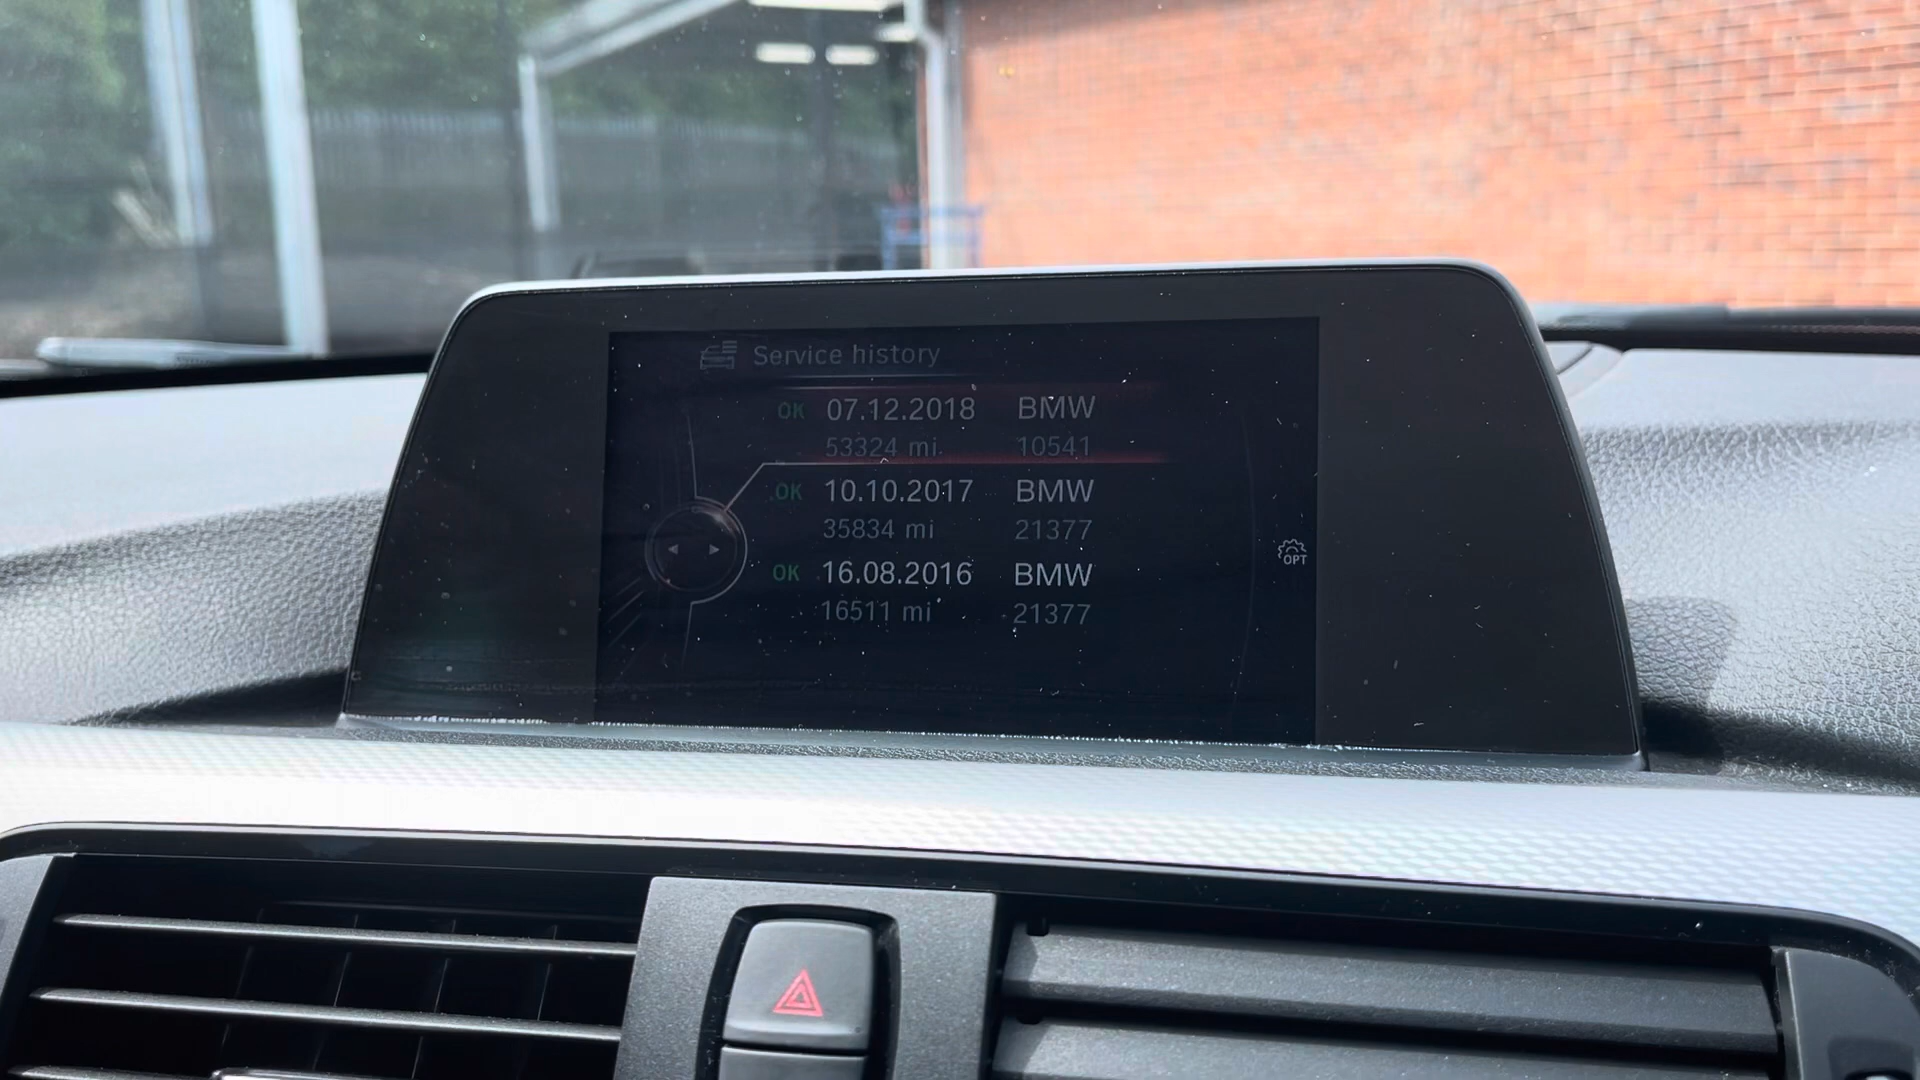 Service history
OK 07.12.2018 BMW
53324 mi 10541
OK 10.10.2017 BMW
35834 mi 21377
OK 16.08.2016 BMW
16511 mi 21377
OPT